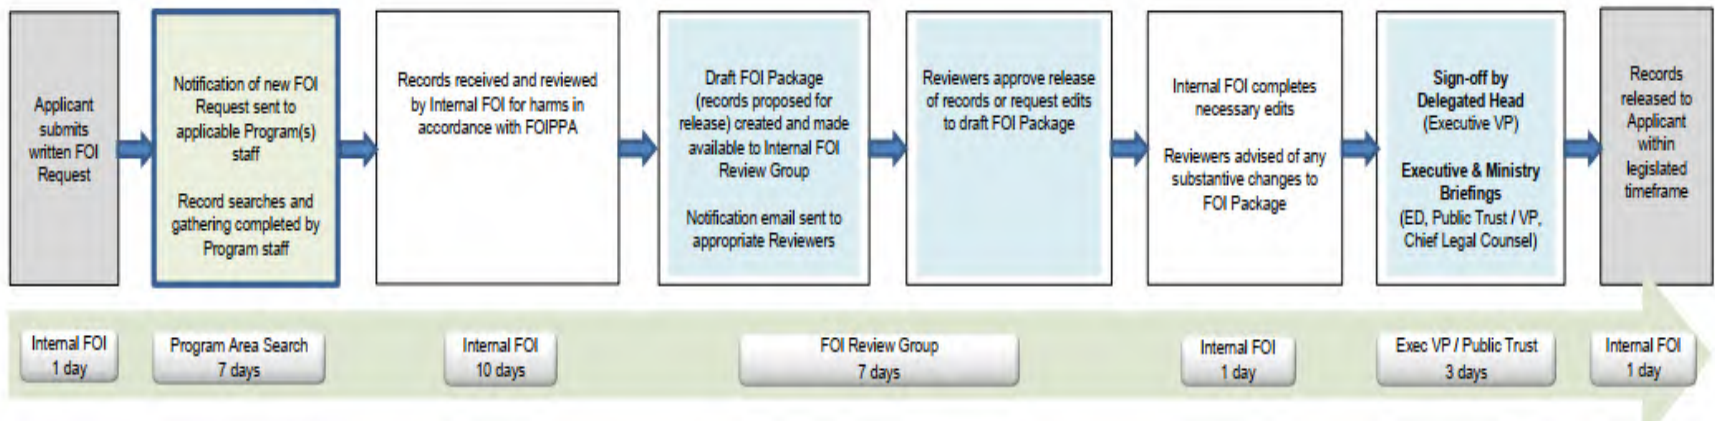 Applicant
submits
written FOI
Request
Notification of new FOI
Request sent to
applicable Program(s)
staff
Record searches and
gathering completed by
Program staff
Records received and reviewed
by Internal FOI for harms in
accordance with FOIPPA
Draft FOI Package
(records proposed for
release) created and made
available to Internal FOI
Review Group
Notification email sent to
appropriate Reviewers
Reviewers approve release
of records or request edits
to draft FOI Package
Internal FOI completes
necessary edits
Reviewers advised of any
substantive changes to
FOI Package
Sign-off by
Delegated Head
(Executive VP)
Executive & Ministry
Briefings
(ED, Public Trust / VP,
Chief Legal Counsel)
Records
released to
Applicant
within
legislated
timeframe
Internal FOI
1 day
Program Area Search
7 days
Internal FOI
10 days
FOI Review Group
7 days
Internal FOI
1 day
Exec VP / Public Trust
3 days
Internal FOI
1 day